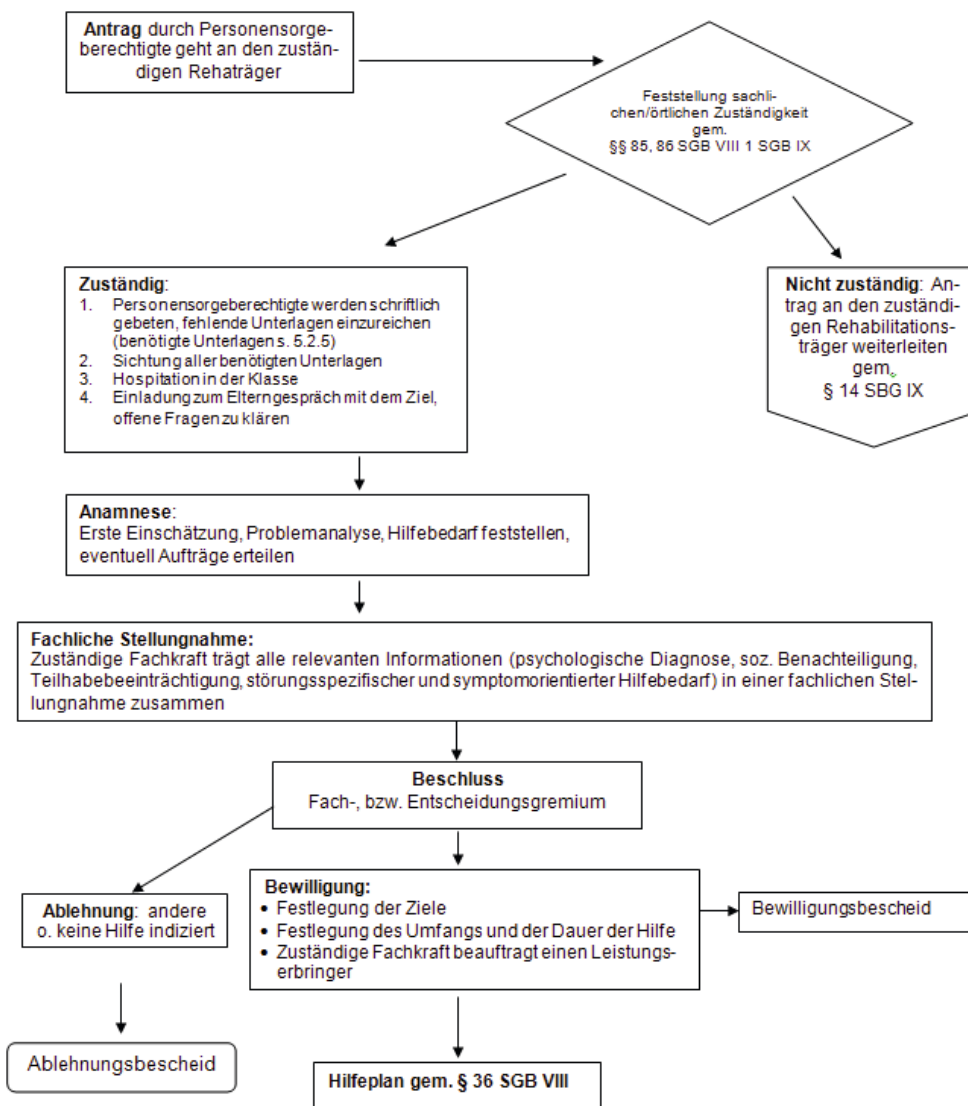 Antrag durch Personensorge-
berechtigte geht an den zustän-
digen Rehaträger
Feststellung sachli-
chen/örtlichen Zuständigkeit
gem.
§§ 85, 86 SGB VIII 1 SGB IX
Zuständig:
1. Personensorgeberechtigte werden schriftlich
gebeten, fehlende Unterlagen einzureichen
(benötigte Unterlagen s. 5.2.5)
2. Sichtung aller benötigten Unterlagen
3. Hospitation in der Klasse
4. Einladung zum Elterngespräch mit dem Ziel,
offene Fragen zu klären
Nicht zuständig: An-
trag an den zuständi-
gen Rehabilitations-
träger weiterleiten
gem.
§ 14 SBG IX
Anamnese:
Erste Einschätzung, Problemanalyse, Hilfebedarf feststellen,
eventuell Aufträge erteilen
Fachliche Stellungnahme:
Zuständige Fachkraft trägt alle relevanten Informationen (psychologische Diagnose, soz. Benachteiligung,
Teilhabebeeinträchtigung, störungsspezifischer und symptomorientierter Hilfebedarf) in einer fachlichen Stel-
lungnahme zusammen
Beschluss
Fach-, bzw. Entscheidungsgremium
Ablehnung: andere
o. keine Hilfe indiziert
Bewilligung:
• Festlegung der Ziele
• Festlegung des Umfangs und der Dauer der Hilfe
• Zuständige Fachkraft beauftragt einen Leistungs-
erbringer
Bewilligungsbescheid
Ablehnungsbescheid
Hilfeplan gem. § 36 SGB VIII